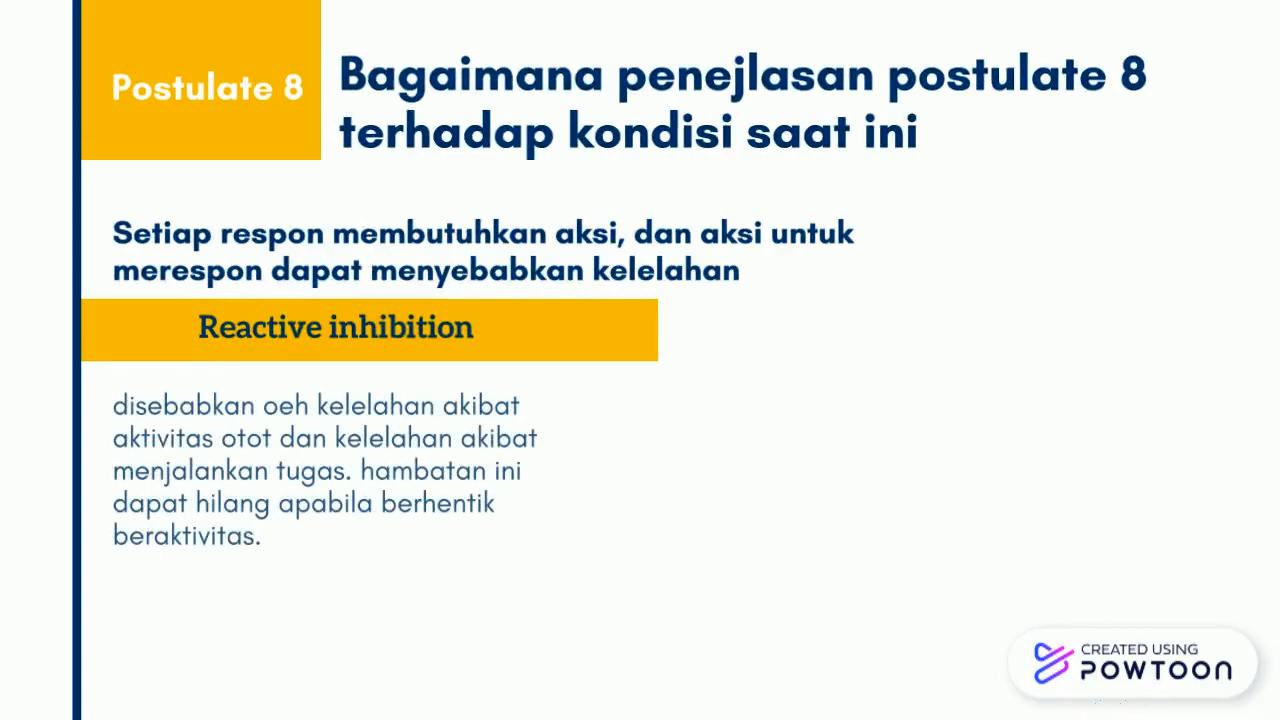 Postulate 8
Bagaimana penejlasan postulate 8
terhadap kondisi saat ini
Setiap respon membutuhkan aksi, dan aksi untuk
merespon dapat menyebabkan kelelahan
Reactive inhibition
disebabkan oeh kelelahan akibat
aktivitas otot dan kelelahan akibat
menjalankan tugas. hambatan ini
dapat hilang apabila berhentik
beraktivitas.
CREATED USING
POWTOON